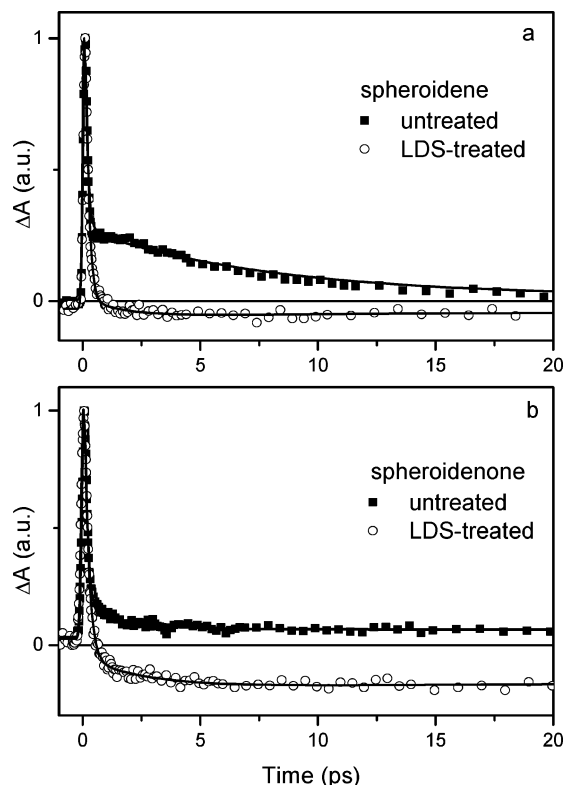 a
1
spheroidene
untreated
LDS-treated
ΔA (a.u.)
0
0 5 10 15 20
b
1
spheroidenone
untreated
LDS-treated
ΔA (a.u.)
0
0 5 10 15 20
Time (ps)